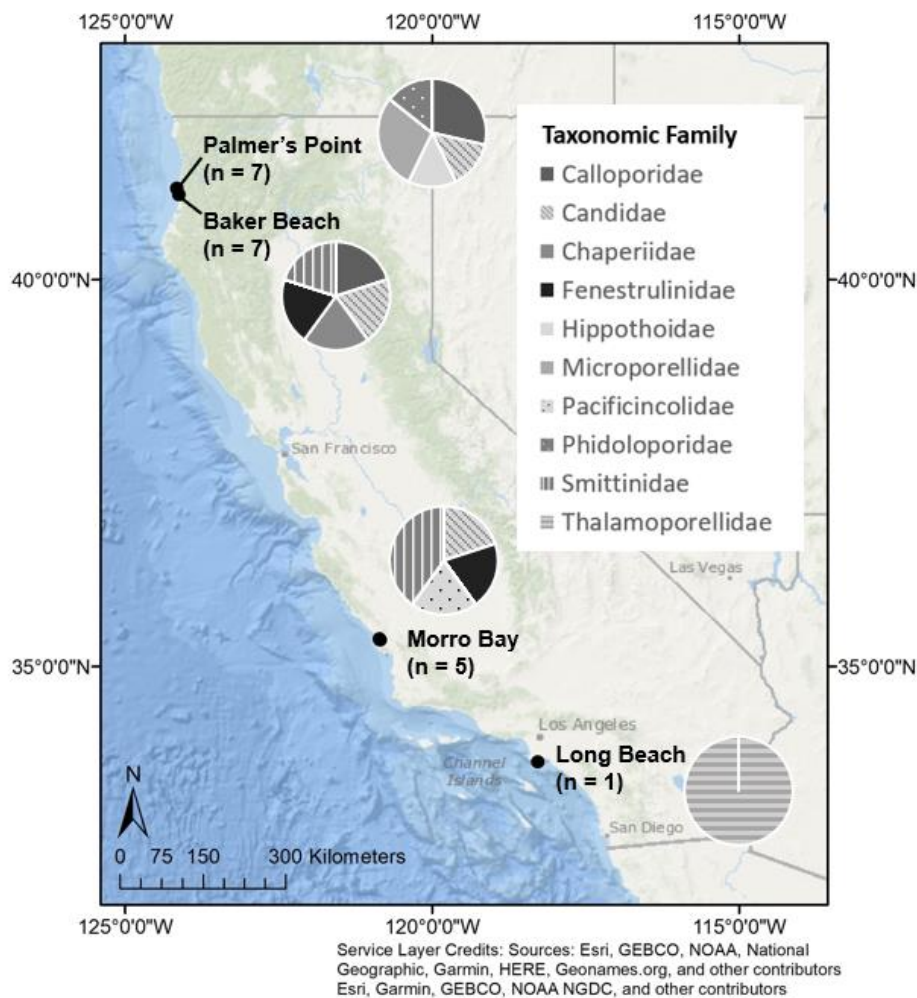 125°0'0"W 120°0'0"W 115°0'0"W
Palmer's Point
(n = 7)
Baker Beach
(n = 7)
Taxonomic Family
Calloporidae
Candidae
Chaperiidae
Fenestrulinidae
Hippothoidae
Microporellidae
Pacificincolidae
Phidoloporidae
Smittinidae
Thalamoporellidae
40°0'0"N 40°0'0"N
San Francisco
Las Vegas
Morro Bay
(n = 5)
35°0'0"N 35°0'0"N
Los Angeles
Long Beach
(n = 1)
Channel
Islands
San Diego
N
0 75 150 300 Kilometers
125°0'0"W 120°0'0"W 115°0'0"W
Service Layer Credits: Sources: Esri, GEBCO, NOAA, National
Geographic, Garmin, HERE, Geonames.org, and other contributors
Esri, Garmin, GEBCO, NOAA NGDC, and other contributors